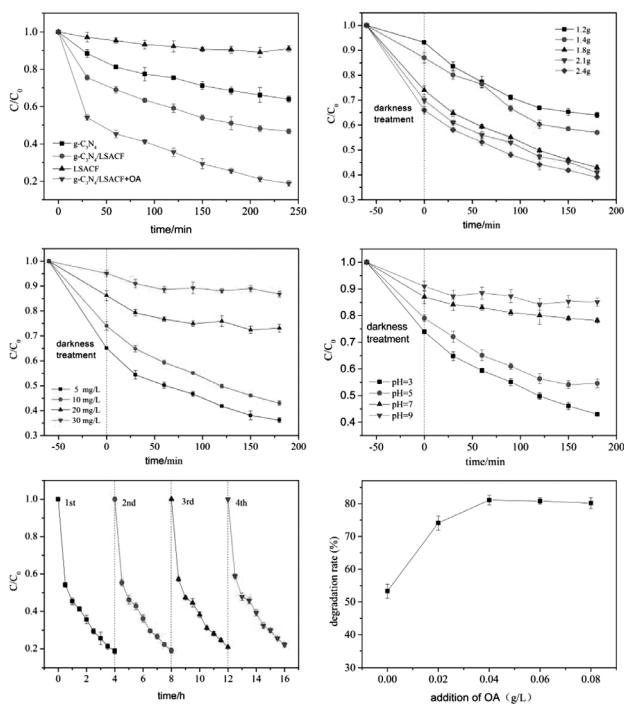 C/C₀
1.0
0.8
0.6
0.4
0.2
g-C₃N₄
g-C₃N₄/LSACF
LSACF
g-C₃N₄/LSACF+OA
0 50 100 150 200 250
time/min
C/C₀
1.0
0.9
0.8
0.7
0.6
0.5
0.4
0.3
1.2g
1.4g
1.8g
2.1g
2.4g
darkness
treatment
-50 0 50 100 150 200
time/min
C/C₀
1.0
0.9
0.8
0.7
0.6
0.5
0.4
0.3
darkness
treatment
5 mg/L
10 mg/L
20 mg/L
30 mg/L
-50 0 50 100 150 200
time/min
C/C₀
1.0
0.9
0.8
0.7
0.6
0.5
0.4
darkness
treatment
pH=3
pH=5
pH=7
pH=9
-50 0 50 100 150 200
time/min
C/C₀
1.0
0.8
0.6
0.4
0.2
1st 2nd 3rd 4th
0 2 4 6 8 10 12 14 16
time/h
degradation rate (%)
90
80
70
60
50
40
30
0.00 0.02 0.04 0.06 0.08
addition of OA（g/L）